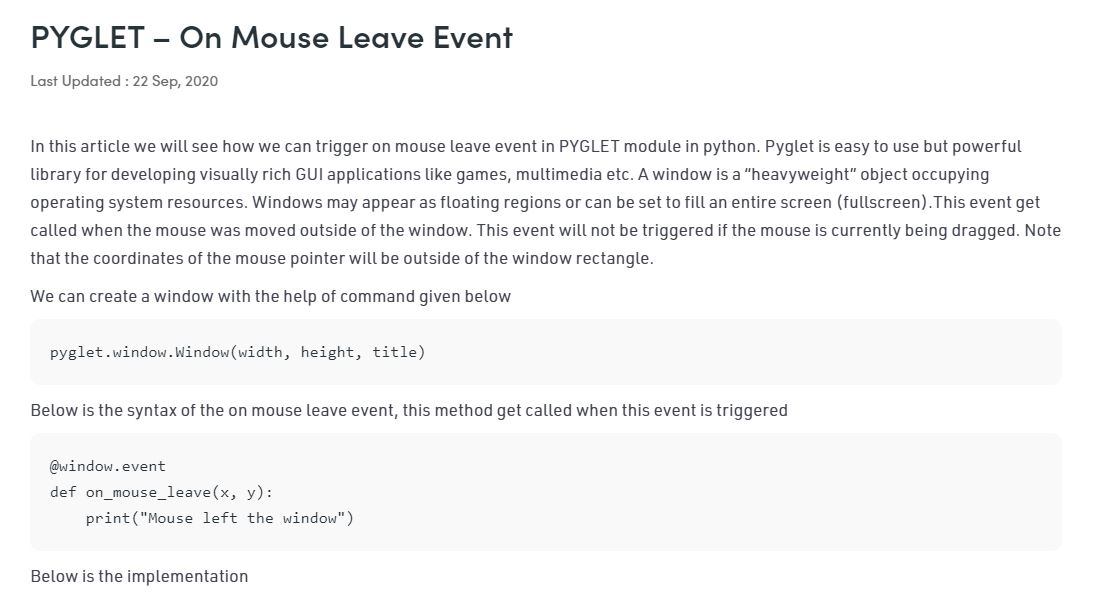 PYGLET – On Mouse Leave Event
Last Updated : 22 Sep, 2020
In this article we will see how we can trigger on mouse leave event in PYGLET module in python. Pyglet is easy to use but powerful
library for developing visually rich GUI applications like games, multimedia etc. A window is a “heavyweight” object occupying
operating system resources. Windows may appear as floating regions or can be set to fill an entire screen (fullscreen).This event get
called when the mouse was moved outside of the window. This event will not be triggered if the mouse is currently being dragged. Note
that the coordinates of the mouse pointer will be outside of the window rectangle.
We can create a window with the help of command given below
pyglet.window.Window(width, height, title)
Below is the syntax of the on mouse leave event, this method get called when this event is triggered
@window.event
def on_mouse_leave(x, y):
    print("Mouse left the window")
Below is the implementation